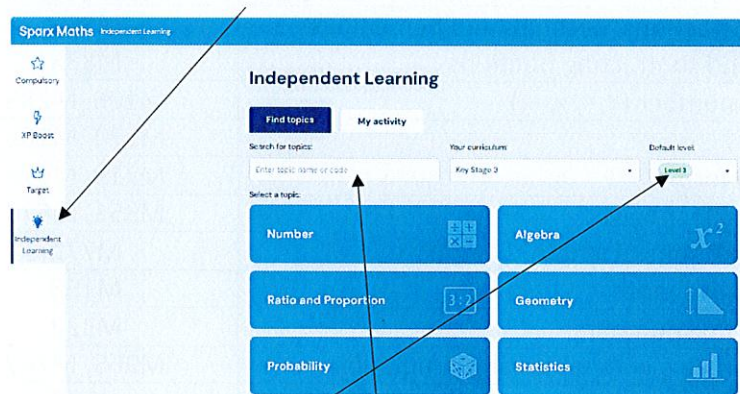 Sparx Maths Independent Learning
Compulsory
XP Boost
Target
Independent
Learning
Independent Learning
Find topics
My activity
Search for topics:
Your curriculum:
Default level:
Enter topic name or code
Key Stage 3
Level 3
Select a topic:
Number
Algebra
x²
Ratio and Proportion
3:2
Geometry
Probability
Statistics